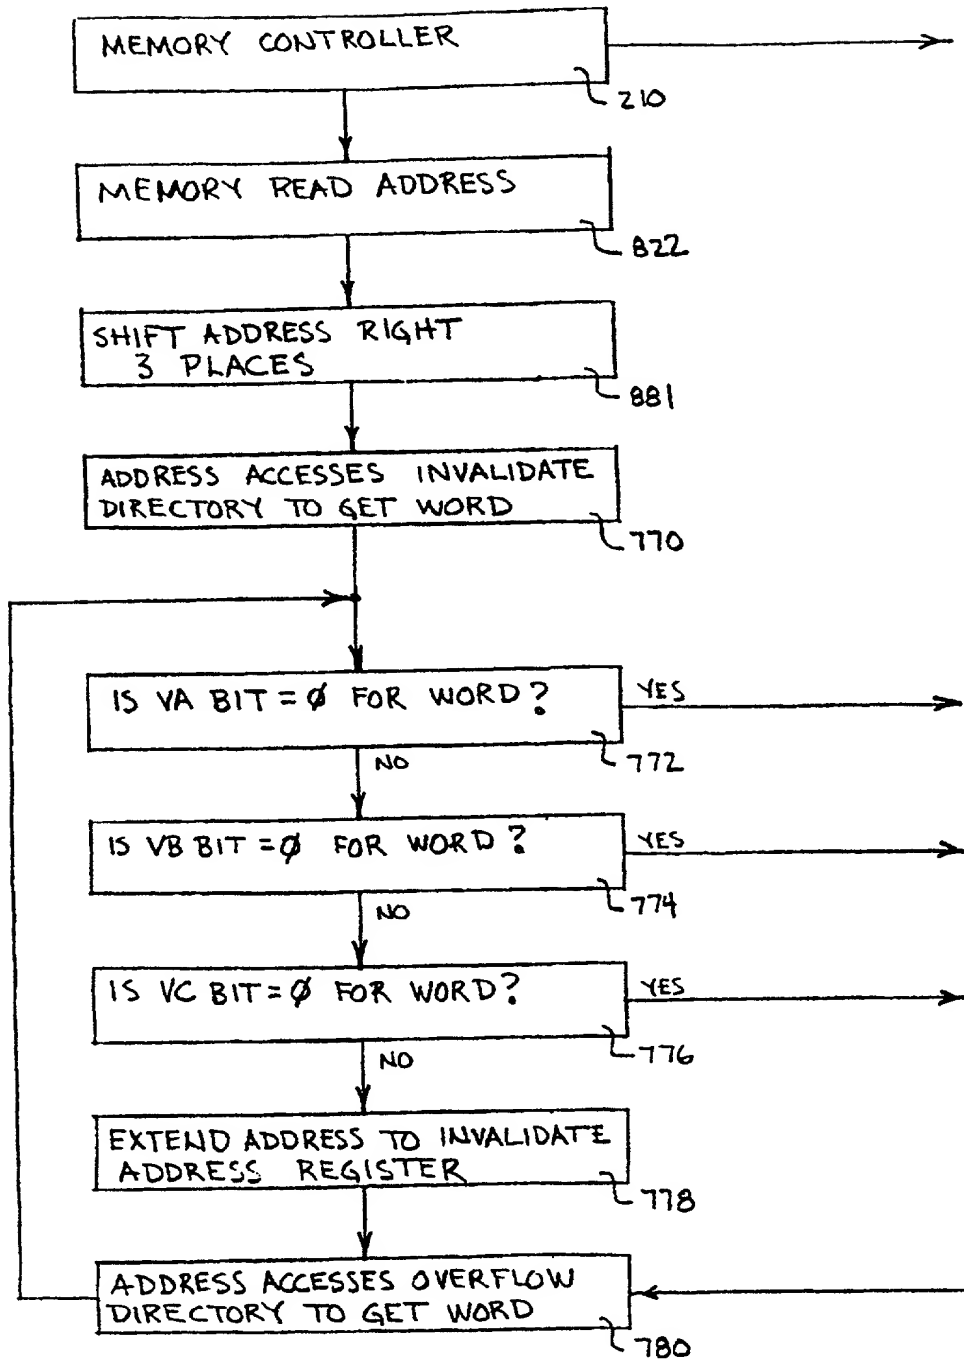 MEMORY CONTROLLER
210
MEMORY READ ADDRESS
822
SHIFT ADDRESS RIGHT
3 PLACES
881
ADDRESS ACCESSES INVALIDATE
DIRECTORY TO GET WORD
770
IS VA BIT = Ø FOR WORD?
YES
772
NO
IS VB BIT = Ø FOR WORD?
YES
774
NO
IS VC BIT = Ø FOR WORD?
YES
776
NO
EXTEND ADDRESS TO INVALIDATE
ADDRESS REGISTER
778
ADDRESS ACCESSES OVERFLOW
DIRECTORY TO GET WORD
780